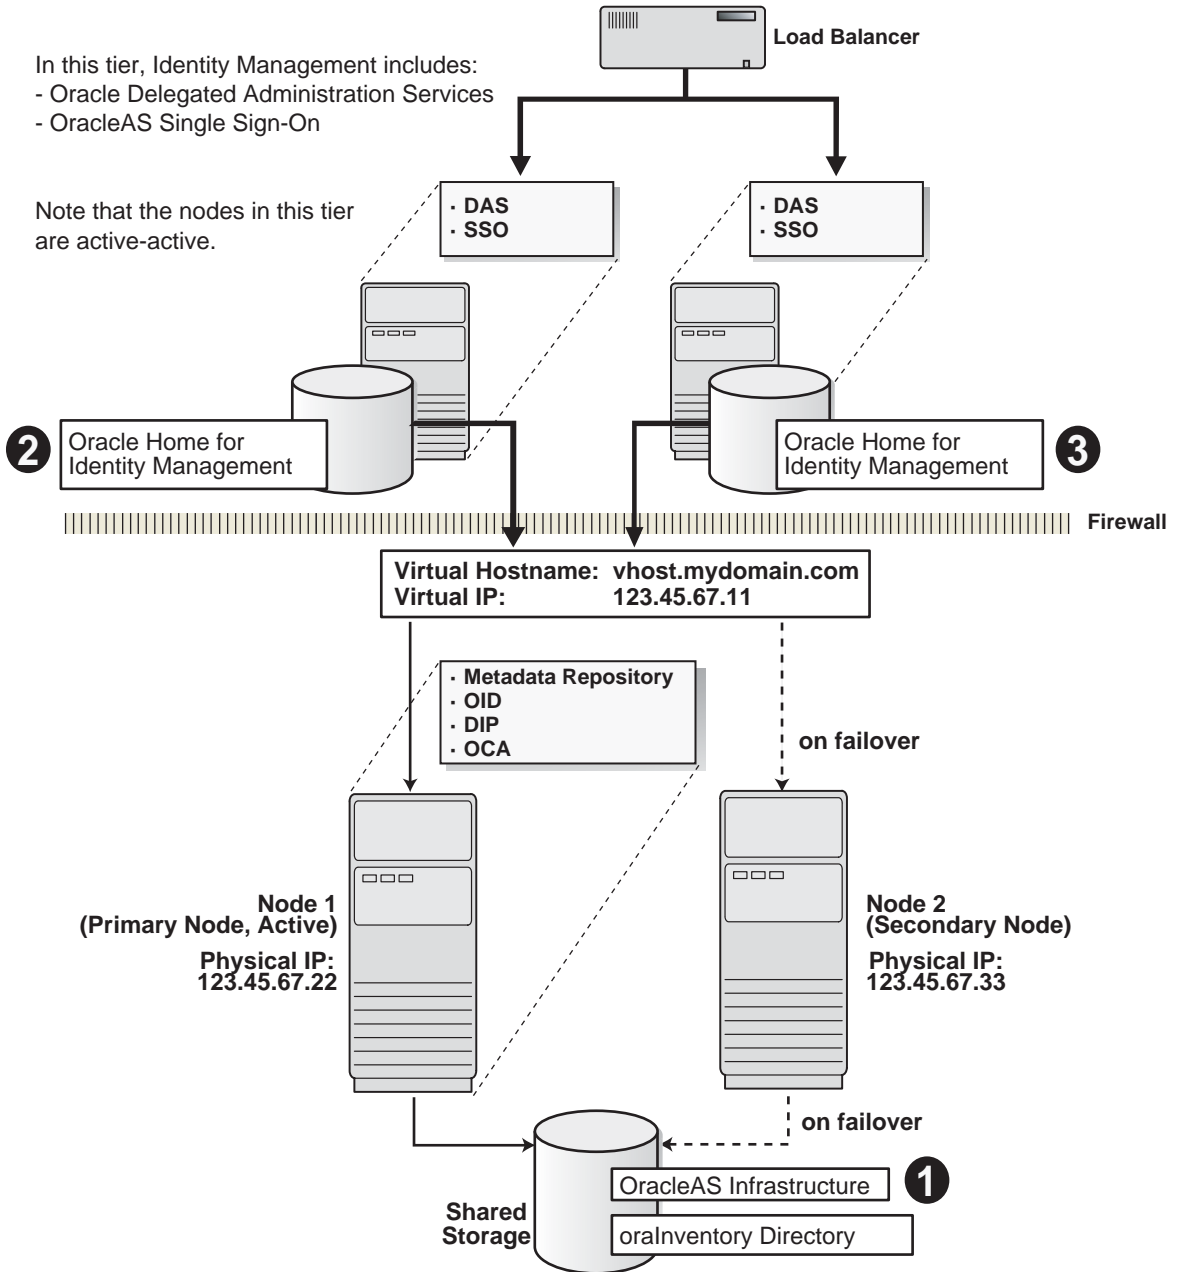 Load Balancer
In this tier, Identity Management includes:
- Oracle Delegated Administration Services
- OracleAS Single Sign-On
Note that the nodes in this tier
are active-active.
· DAS
· SSO
· DAS
· SSO
2
Oracle Home for
Identity Management
Oracle Home for
Identity Management
3
Firewall
Virtual Hostname: vhost.mydomain.com
Virtual IP: 123.45.67.11
· Metadata Repository
· OID
· DIP
· OCA
on failover
Node 1
(Primary Node, Active)
Physical IP:
123.45.67.22
Node 2
(Secondary Node)
Physical IP:
123.45.67.33
on failover
Shared
Storage
OracleAS Infrastructure
1
oraInventory Directory